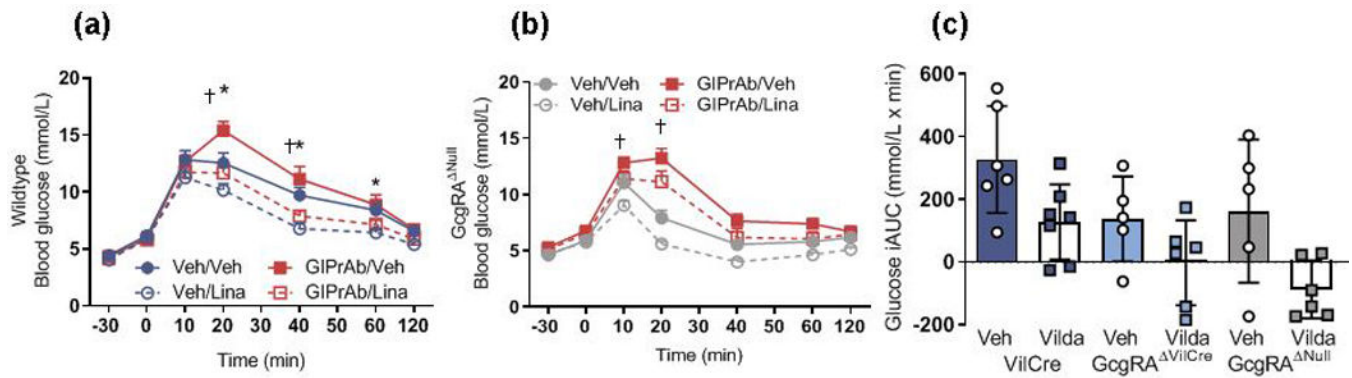 (a)
Wildtype
Blood glucose (mmol/L)
20
15
10
5
0
† *
†*
*
Veh/Veh
GIPrAb/Veh
Veh/Lina
GIPrAb/Lina
-30 0 10 20 30 40 60 120
Time (min)
(b)
GcgRA^ΔNull
Blood glucose (mmol/L)
20
15
10
5
0
Veh/Veh
GIPrAb/Veh
Veh/Lina
GIPrAb/Lina
†
†
-30 0 10 20 30 40 60 120
Time (min)
(c)
Glucose iAUC (mmol/L x min)
600
400
200
0
-200
Veh Vilda Veh Vilda Veh Vilda
VilCre GcgRA^ΔVilCre GcgRA^ΔNull